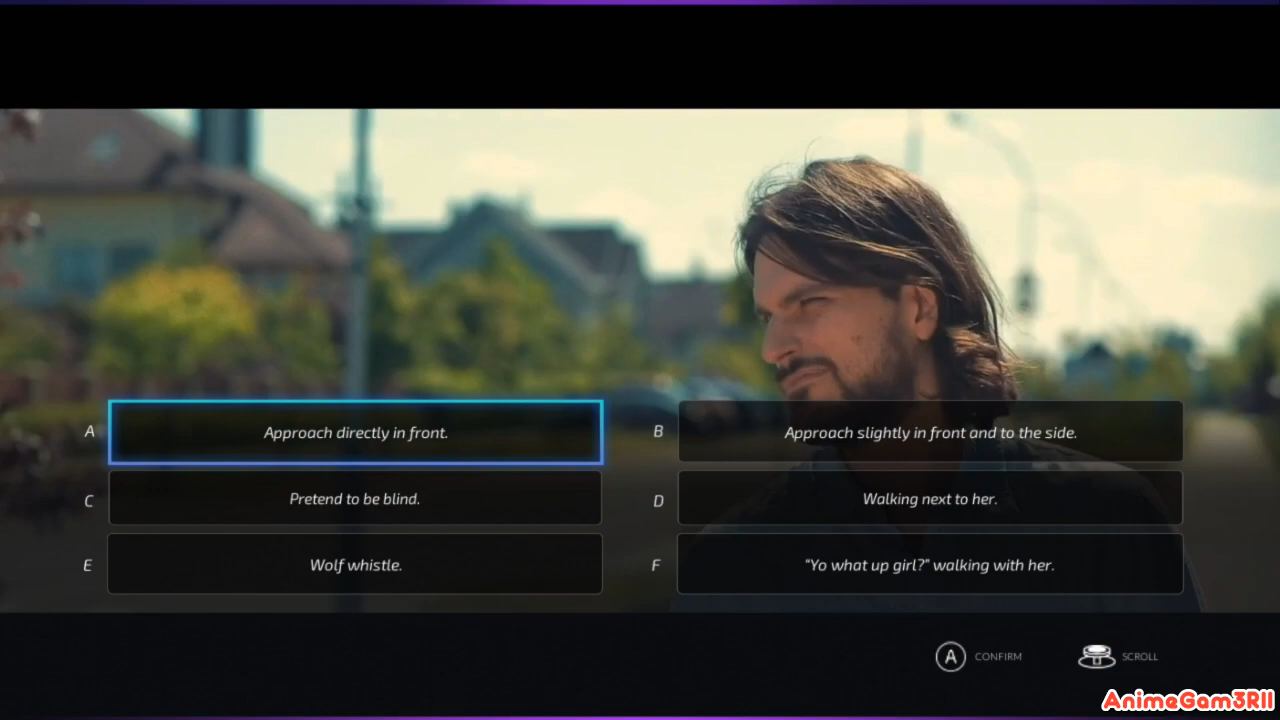 A
Approach directly in front.
B
Approach slightly in front and to the side.
C
Pretend to be blind.
D
Walking next to her.
E
Wolf whistle.
F
"Yo what up girl?" walking with her.
A CONFIRM
SCROLL
AnimeGam3Rll